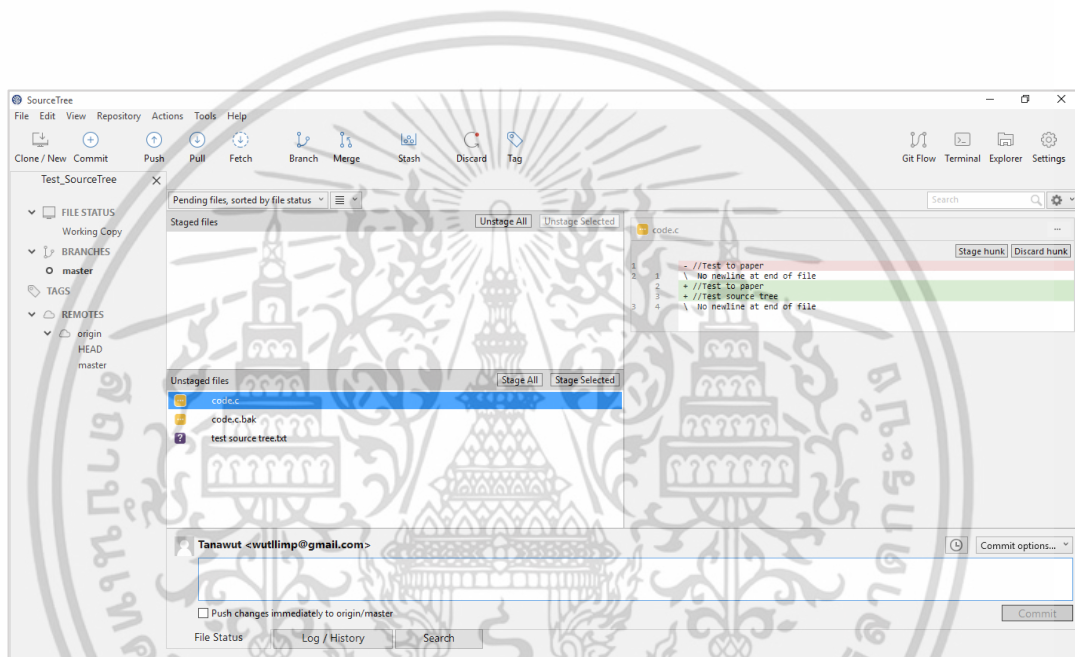 SourceTree
File Edit View Repository Actions Tools Help
Clone / New Commit Push Pull Fetch Branch Merge Stash Discard Tag Git Flow Terminal Explorer Settings
Test_SourceTree
Pending files, sorted by file status
Search
FILE STATUS
Working Copy
BRANCHES
master
TAGS
REMOTES
origin
HEAD
master
Staged files Unstage All Unstage Selected
Unstaged files Stage All Stage Selected
code.c
code.c.bak
test source tree.txt
code.c
Stage hunk Discard hunk
1 - //Test to paper
2 1 \ No newline at end of file
2 + //Test to paper
3 + //Test source tree
3 4 \ No newline at end of file
Tanawut <wutllimp@gmail.com>
Commit options...
Push changes immediately to origin/master
Commit
File Status Log / History Search